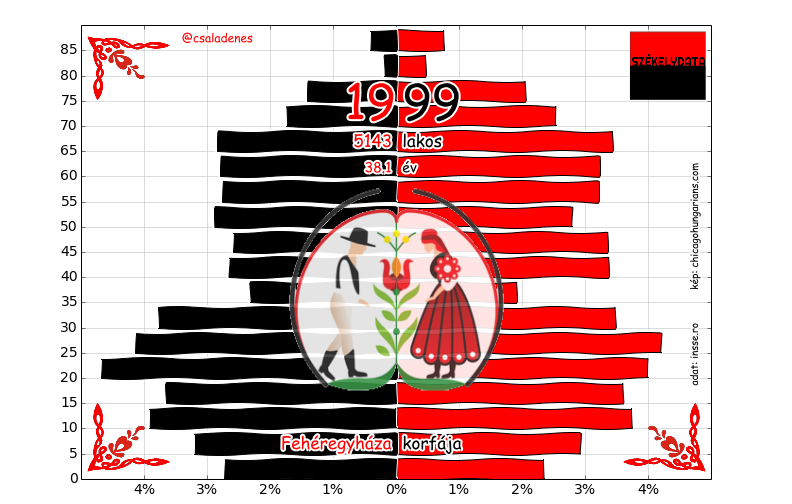 @csaladenes
SZÉKELYDATA
1999
5143 lakos
38.1 év
85
80
75
70
65
60
55
50
45
40
35
30
25
20
15
10
5
0
kép: chicagohungarians.com
adat: insse.ro
Fehéregyháza korfája
4% 3% 2% 1% 0% 1% 2% 3% 4%